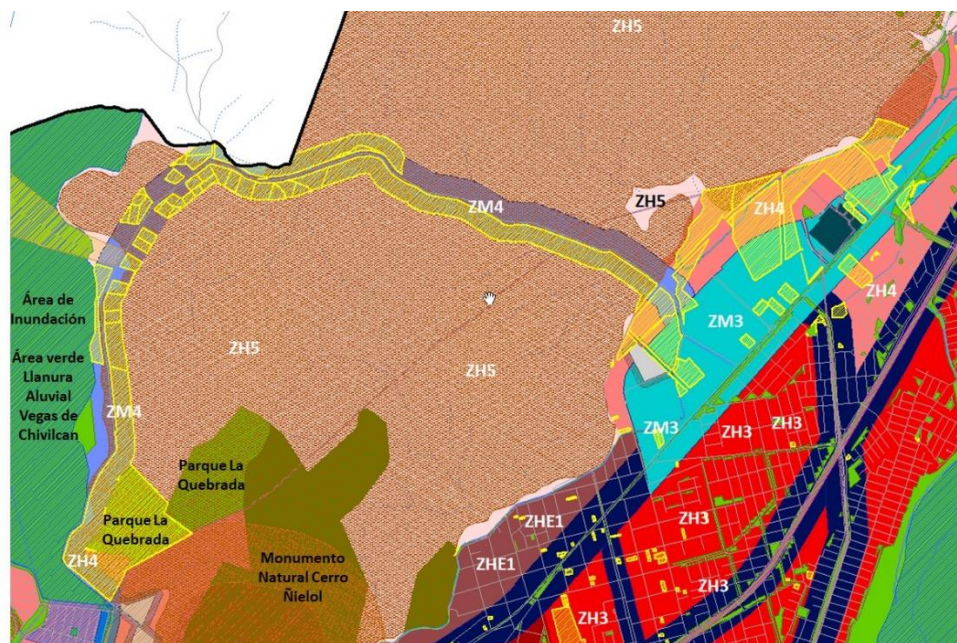 ZH5
ZH5
ZM4
ZH4
ZH4
Área de
Inundación
ZM3
ZH5
ZH5
Área verde
Llanura
Aluvial
Vegas de
Chivilcan
ZM4
ZM3
ZH3
ZH3
Parque La
Quebrada
Parque La
Quebrada
ZHE1
ZH3
ZHE1
ZH4
Monumento
Natural Cerro
Ñielol
ZH3
ZH3